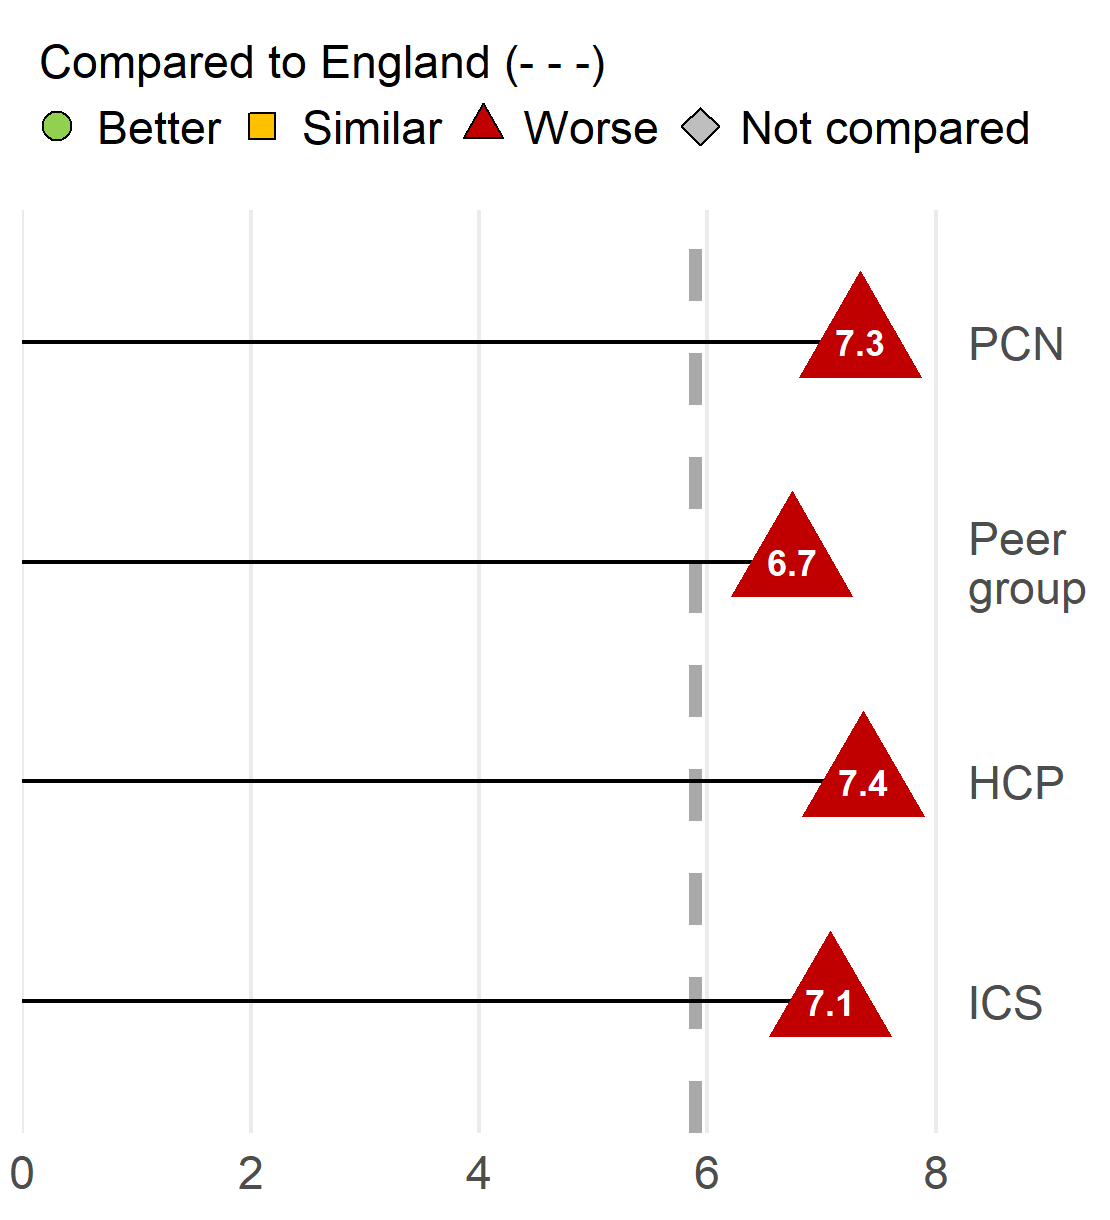 Compared to England (- - -)
Better Similar Worse Not compared
7.3 PCN
6.7 Peer
group
7.4 HCP
7.1 ICS
0 2 4 6 8